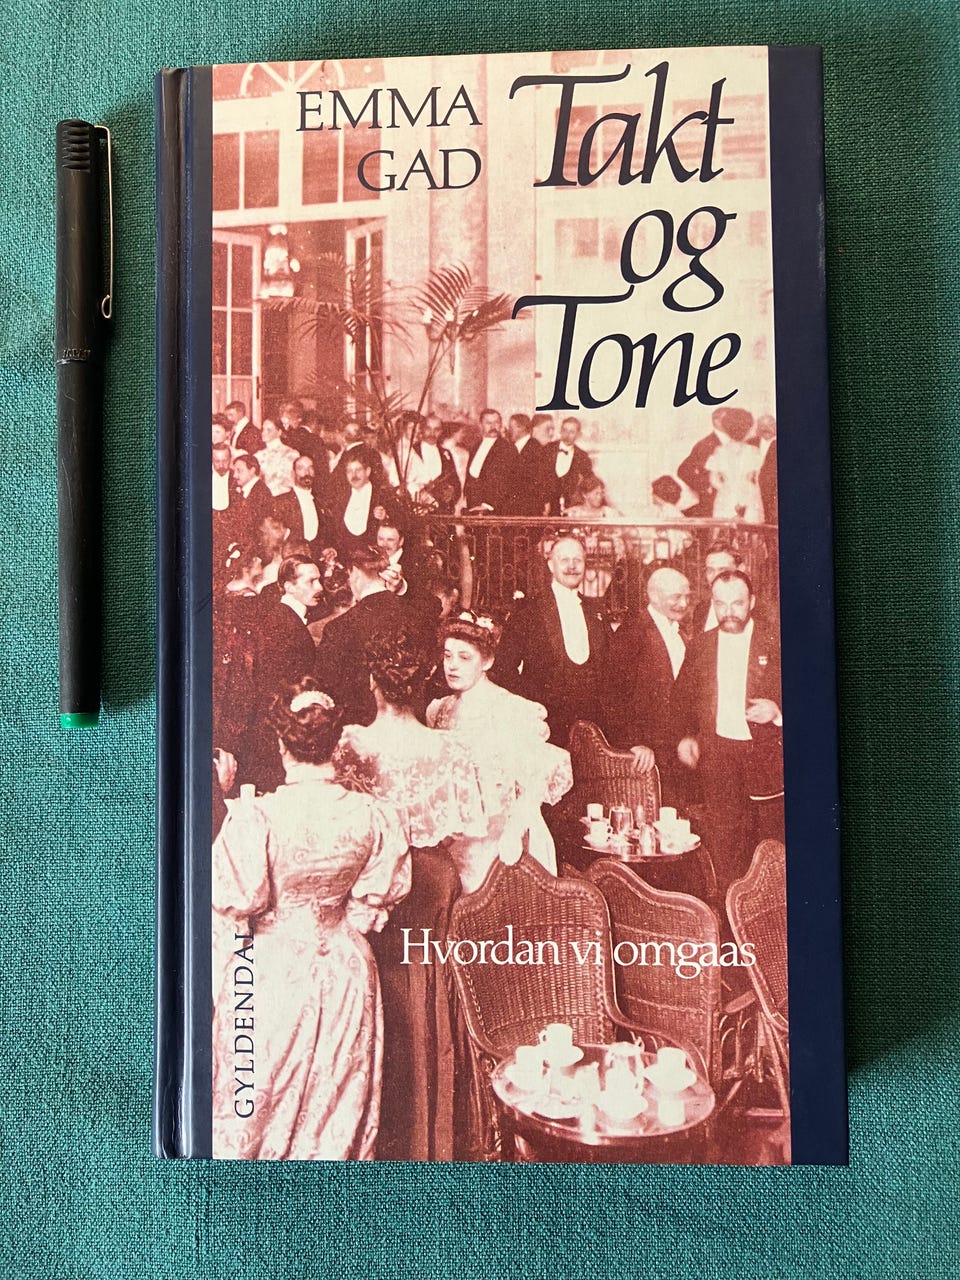 EMMA
GAD
Takt
og
Tone
Hvordan vi omgaas
GYLDENDAL